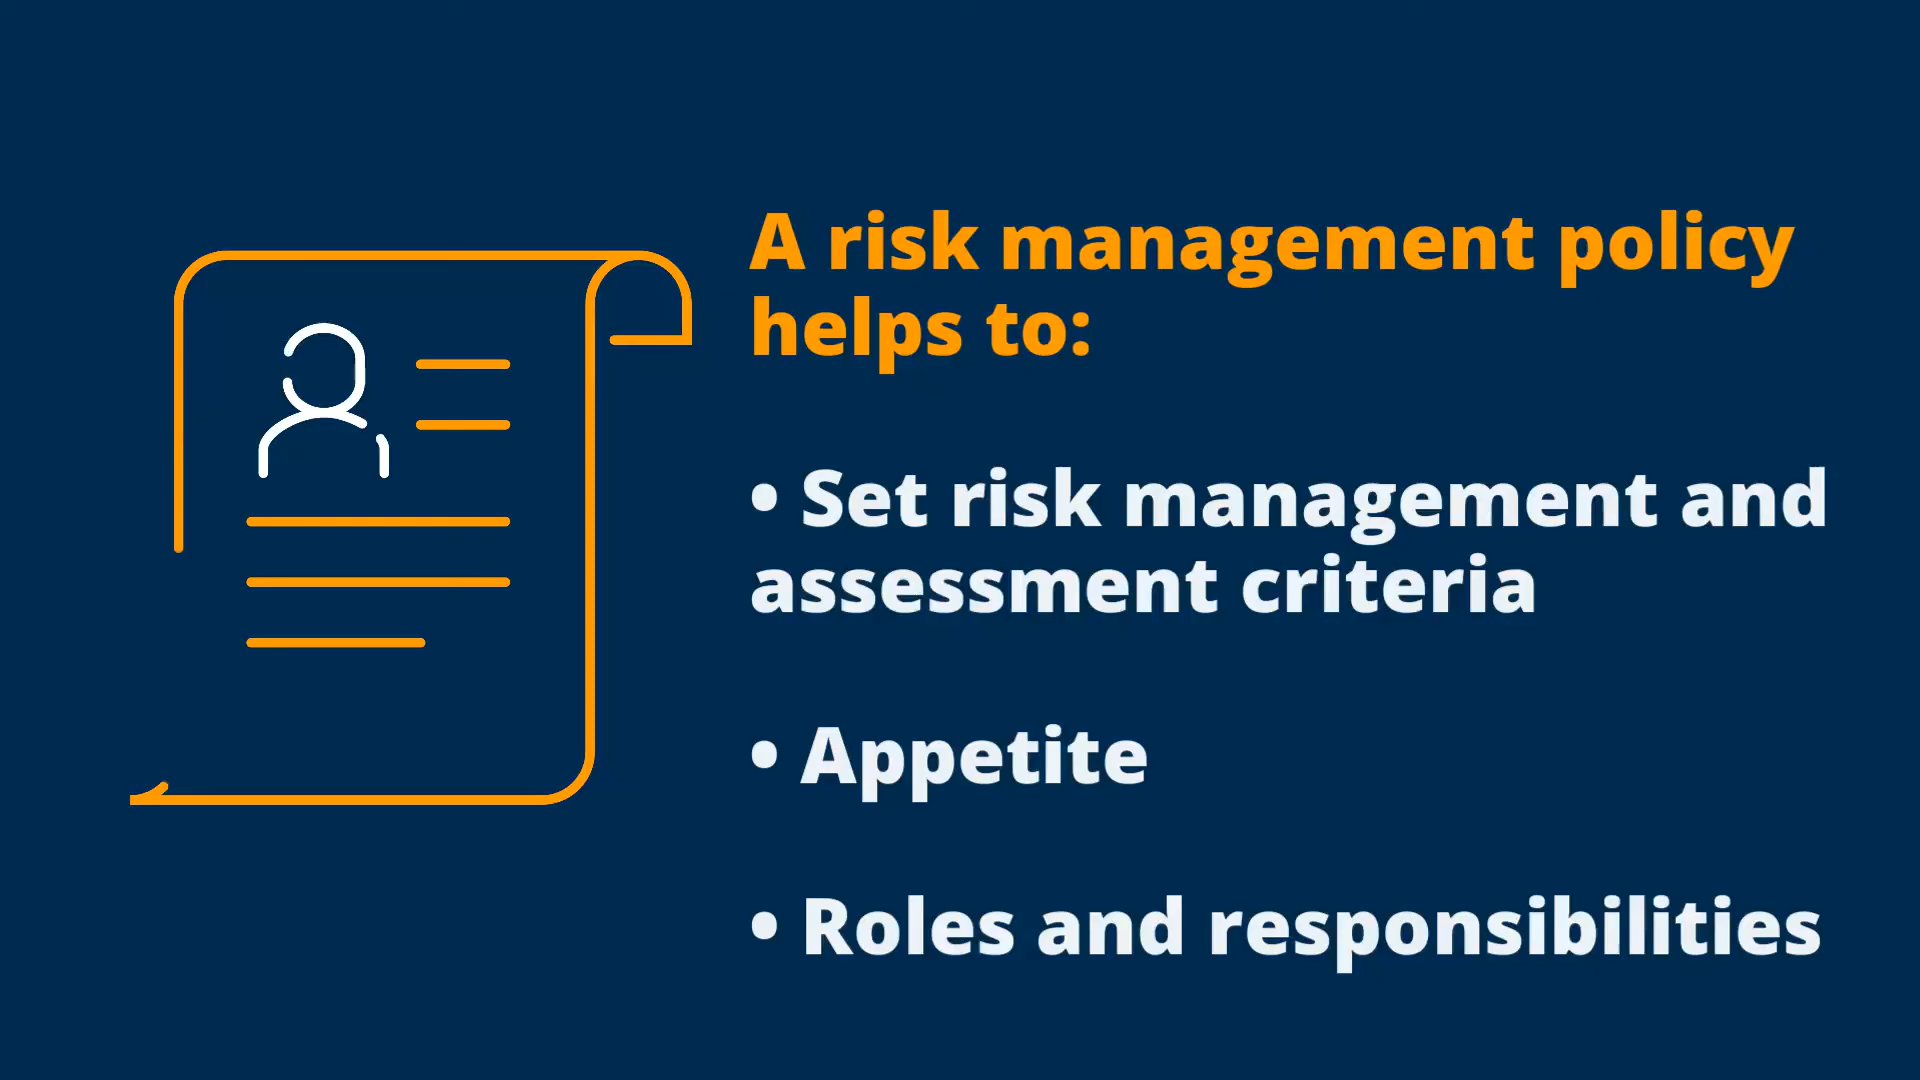 A risk management policy
helps to:
• Set risk management and
assessment criteria
• Appetite
• Roles and responsibilities